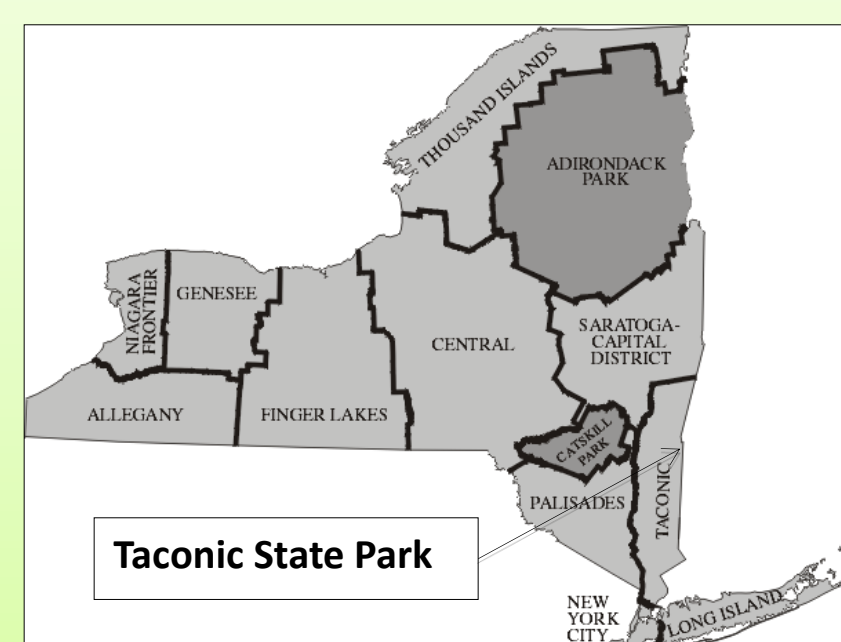 THOUSAND ISLANDS
ADIRONDACK
PARK
NIAGARA
FRONTIER
GENESEE
SARATOGA-
CAPITAL
DISTRICT
CENTRAL
ALLEGANY
FINGER LAKES
CATSKILL
PARK
PALISADES
TACONIC
Taconic State Park
NEW
YORK
CITY
LONG ISLAND